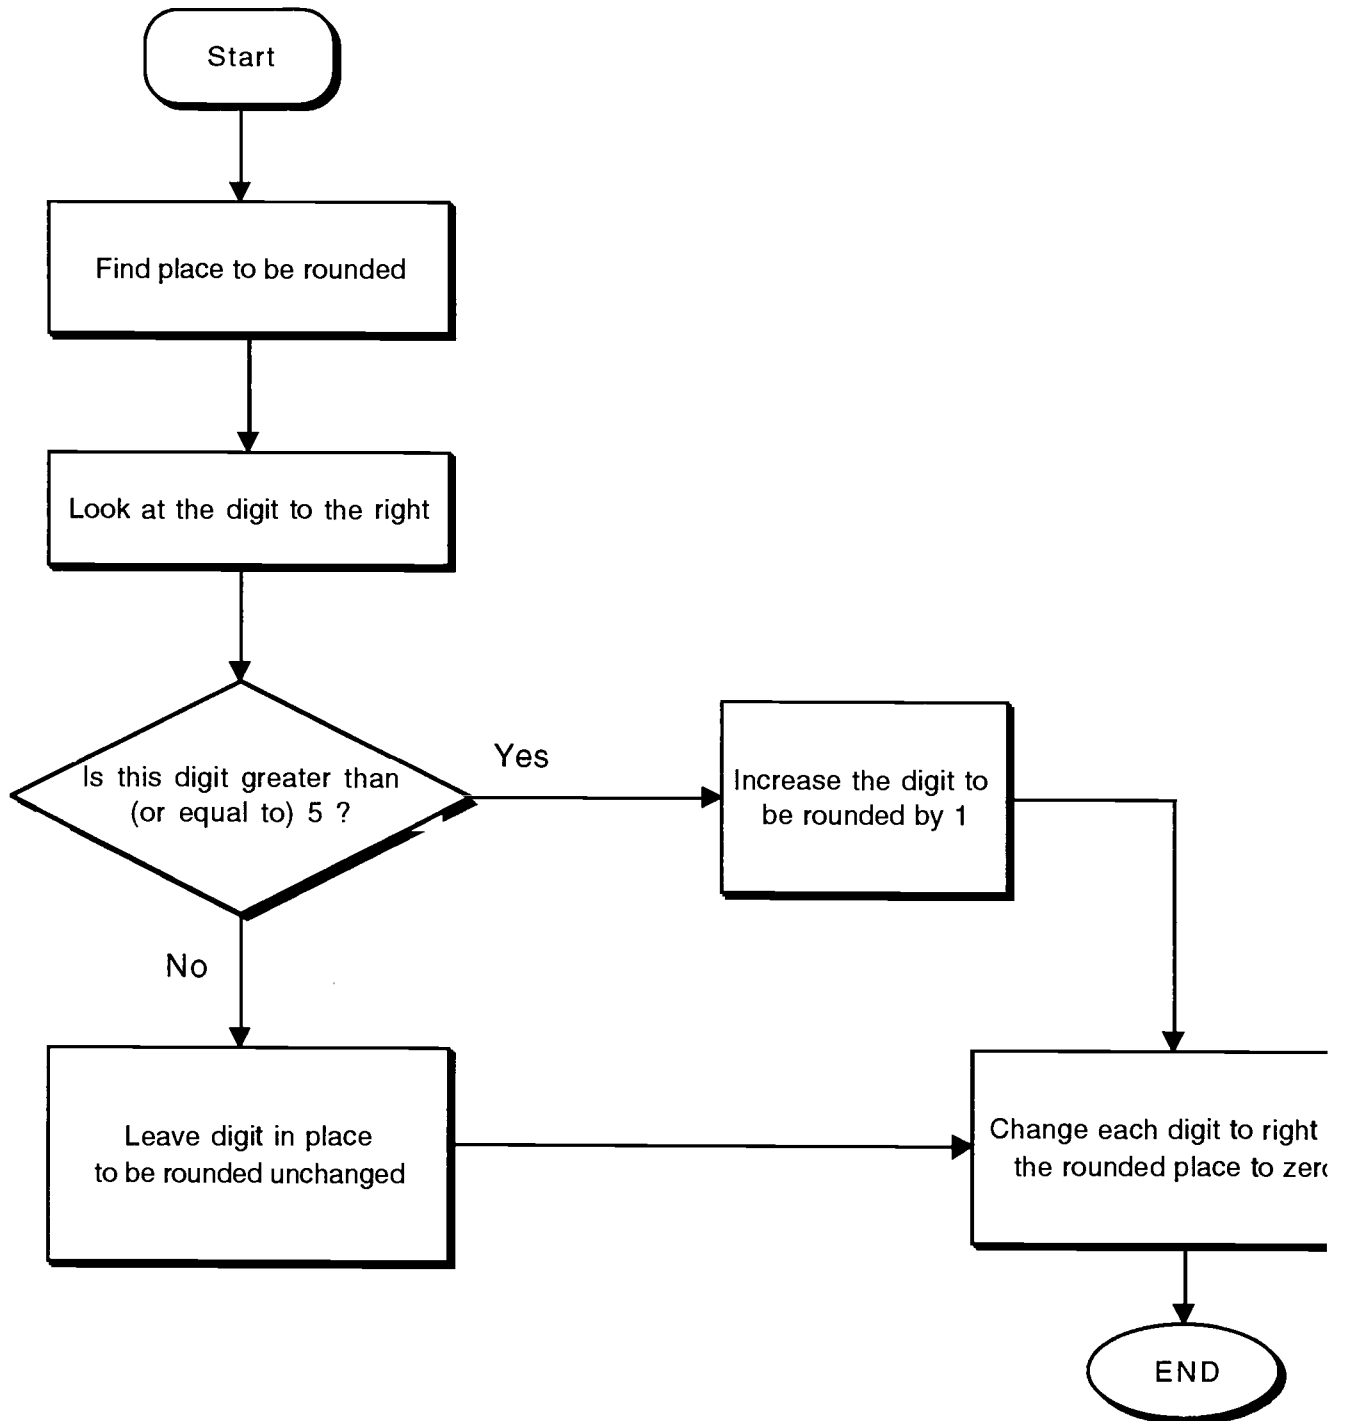 Start
Find place to be rounded
Look at the digit to the right
Is this digit greater than
(or equal to) 5 ?
Yes
Increase the digit to
be rounded by 1
No
Leave digit in place
to be rounded unchanged
Change each digit to right
the rounded place to
END